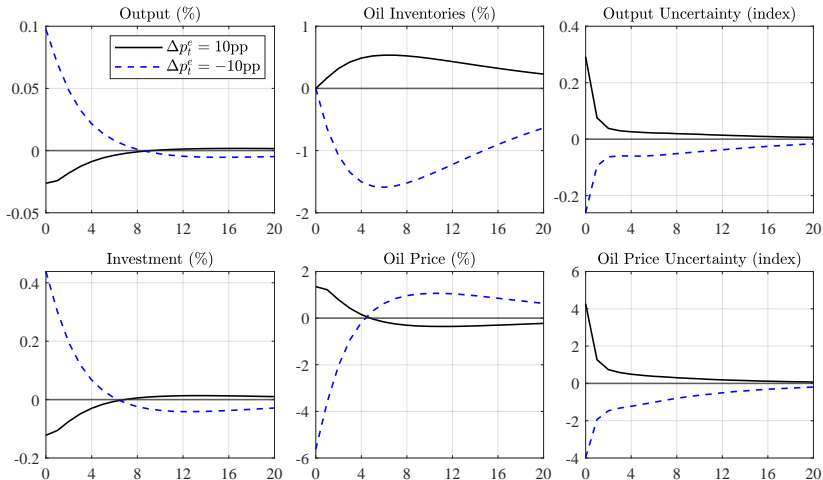 Output (%)
0.1
0.05
0
-0.05
0 4 8 12 16 20
Δpₜᵉ = 10pp
Δpₜᵉ = −10pp
Oil Inventories (%)
1
0
-1
-2
0 4 8 12 16 20
Output Uncertainty (index)
0.4
0.2
0
-0.2
0 4 8 12 16 20
Investment (%)
0.4
0.2
0
-0.2
0 4 8 12 16 20
Oil Price (%)
2
0
-2
-4
-6
0 4 8 12 16 20
Oil Price Uncertainty (index)
6
4
2
0
-2
-4
0 4 8 12 16 20